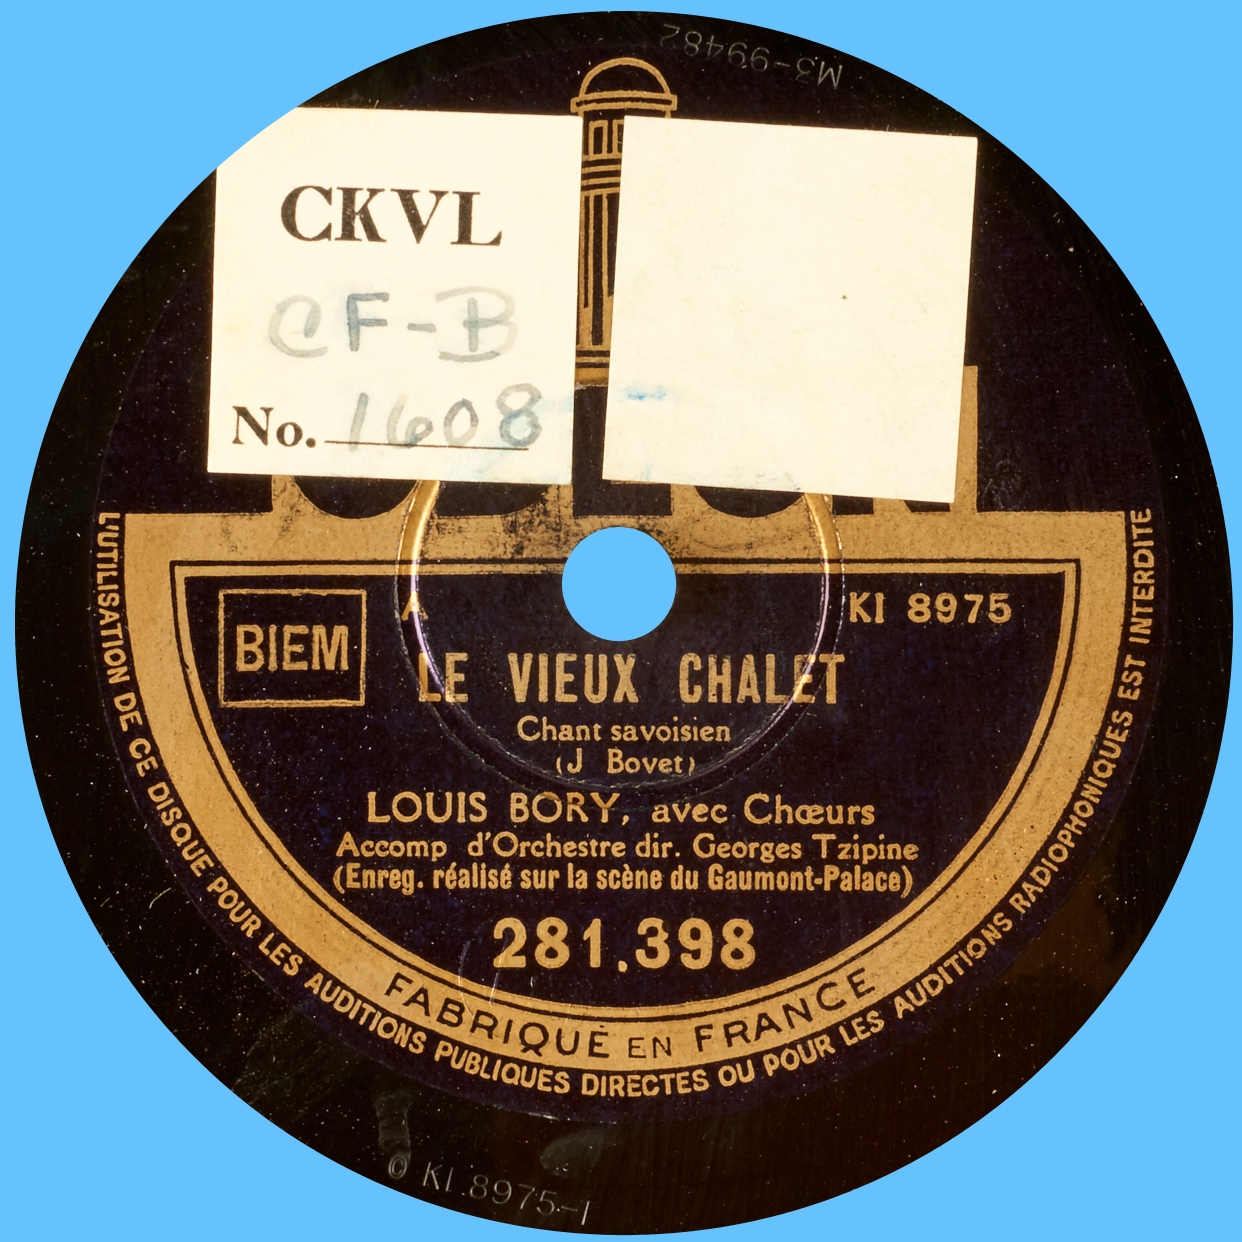 M3-99482
CKVL
CF-B
No. 1608
BIEM
A
KI 8975
LE VIEUX CHALET
Chant savoisien
(J Bovet)
LOUIS BORY, avec Chœurs
Accomp d'Orchestre dir. Georges Tzipine
(Enreg. réalisé sur la scène du Gaumont-Palace)
281.398
FABRIQUÉ EN FRANCE
L'UTILISATION DE CE DISQUE POUR LES AUDITIONS PUBLIQUES DIRECTES OU POUR LES AUDITIONS RADIOPHONIQUES EST INTERDITE
KI.8975-1